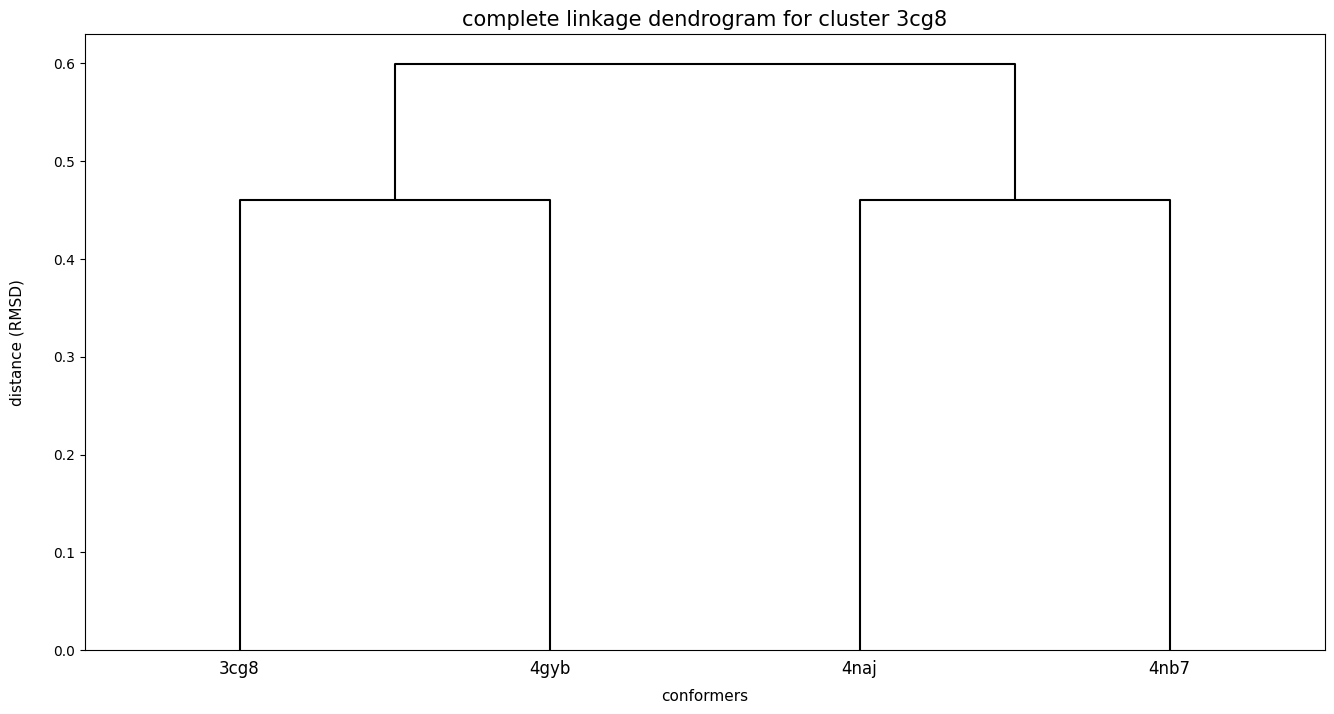 complete linkage dendrogram for cluster 3cg8
0.6
0.5
0.4
0.3
0.2
0.1
0.0
distance (RMSD)
3cg8 4gyb 4naj 4nb7
conformers